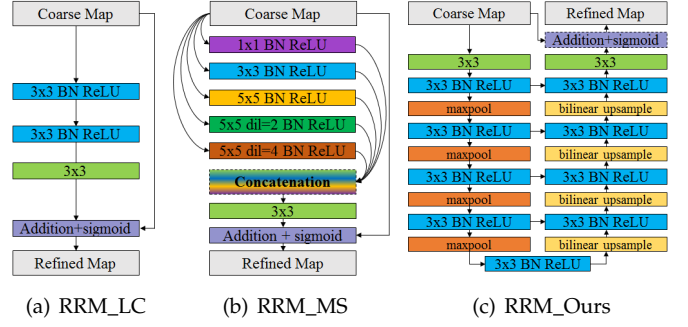 Coarse Map
3x3 BN ReLU
3x3 BN ReLU
3x3
Addition+sigmoid
Refined Map
(a) RRM_LC
Coarse Map
1x1 BN ReLU
3x3 BN ReLU
5x5 BN ReLU
5x5 dil=2 BN ReLU
5x5 dil=4 BN ReLU
Concatenation
3x3
Addition + sigmoid
Refined Map
(b) RRM_MS
Coarse Map
Refined Map
Addition+sigmoid
3x3
3x3
3x3 BN ReLU
3x3 BN ReLU
maxpool
bilinear upsample
3x3 BN ReLU
3x3 BN ReLU
maxpool
bilinear upsample
3x3 BN ReLU
3x3 BN ReLU
maxpool
bilinear upsample
3x3 BN ReLU
3x3 BN ReLU
maxpool
bilinear upsample
3x3 BN ReLU
(c) RRM_Ours